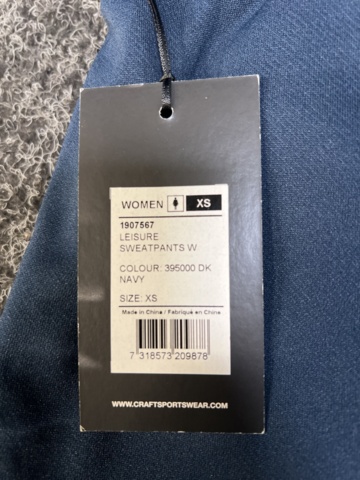 WOMEN XS
1907567
LEISURE
SWEATPANTS W
COLOUR: 395000 DK
NAVY
SIZE: XS
Made in China / Fabriqué en Chine
7 318573 209878
WWW.CRAFTSPORTSWEAR.COM